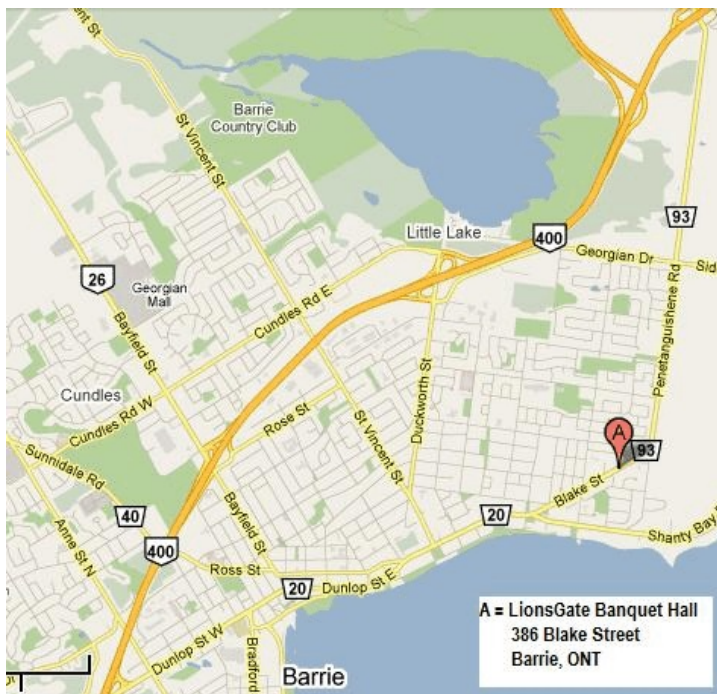 St Vincent St
Barrie
Country Club
93
Little Lake
400
Georgian Dr
Sid
26
Georgian
Mall
Cundles Rd E
Penetanguishene Rd
Bayfield St
Duckworth St
Cundles
Rose St
St Vincent St
Cundles Rd W
A
93
Sunnidale Rd
Blake St
40
20
Bayfield St
Shanty Bay
Anne St N
400
Ross St
20
Dunlop St E
A = LionsGate Banquet Hall
386 Blake Street
Barrie, ONT
Dunlop St W
Bradford
Barrie